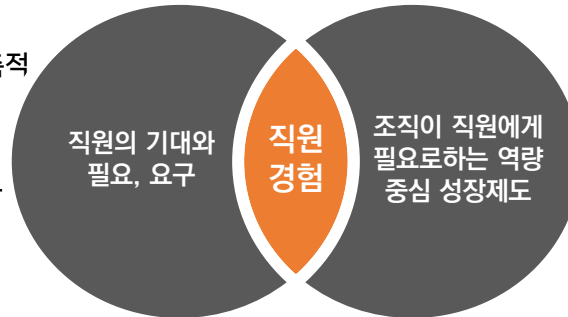 직원의 기대와
필요, 요구
직원
경험
조직이 직원에게
필요로하는 역량
중심 성장제도